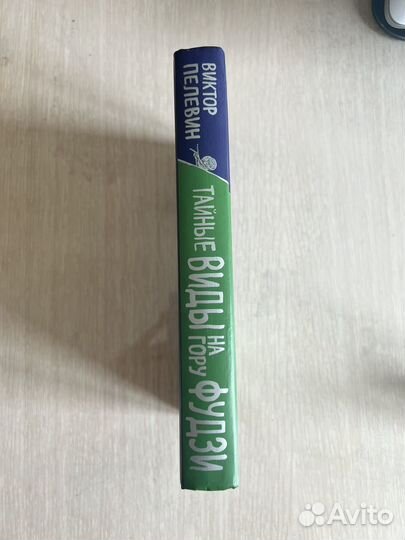 ВИКТОР
ПЕЛЕВИН
ТАЙНЫЕ ВИДЫ НА
ГОРУ ФУДЗИ
Avito